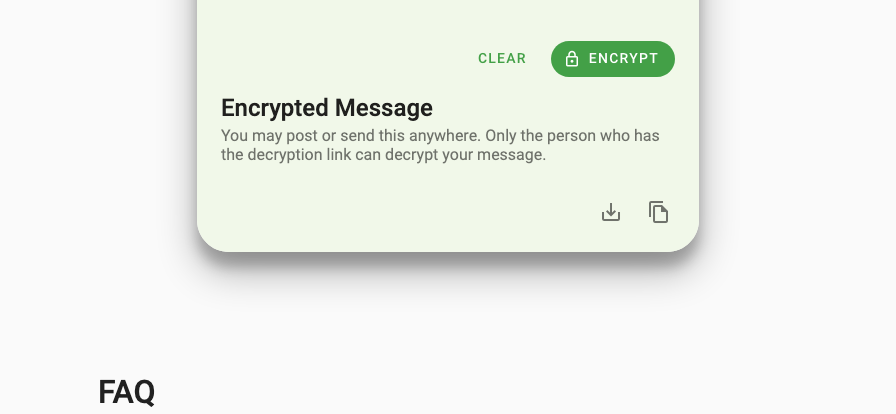 CLEAR
ENCRYPT
Encrypted Message
You may post or send this anywhere. Only the person who has
the decryption link can decrypt your message.
FAQ